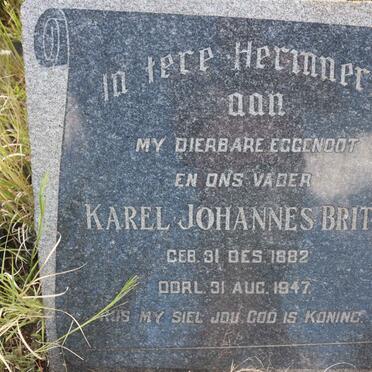 In tere Herinner
aan
MY DIERBARE EGGENOOT
EN ONS VADER
KAREL JOHANNES BRIT
GEB. 31 DES. 1882
OORL. 31 AUG. 1947.
RUS MY SIEL JOU GOD IS KONING.